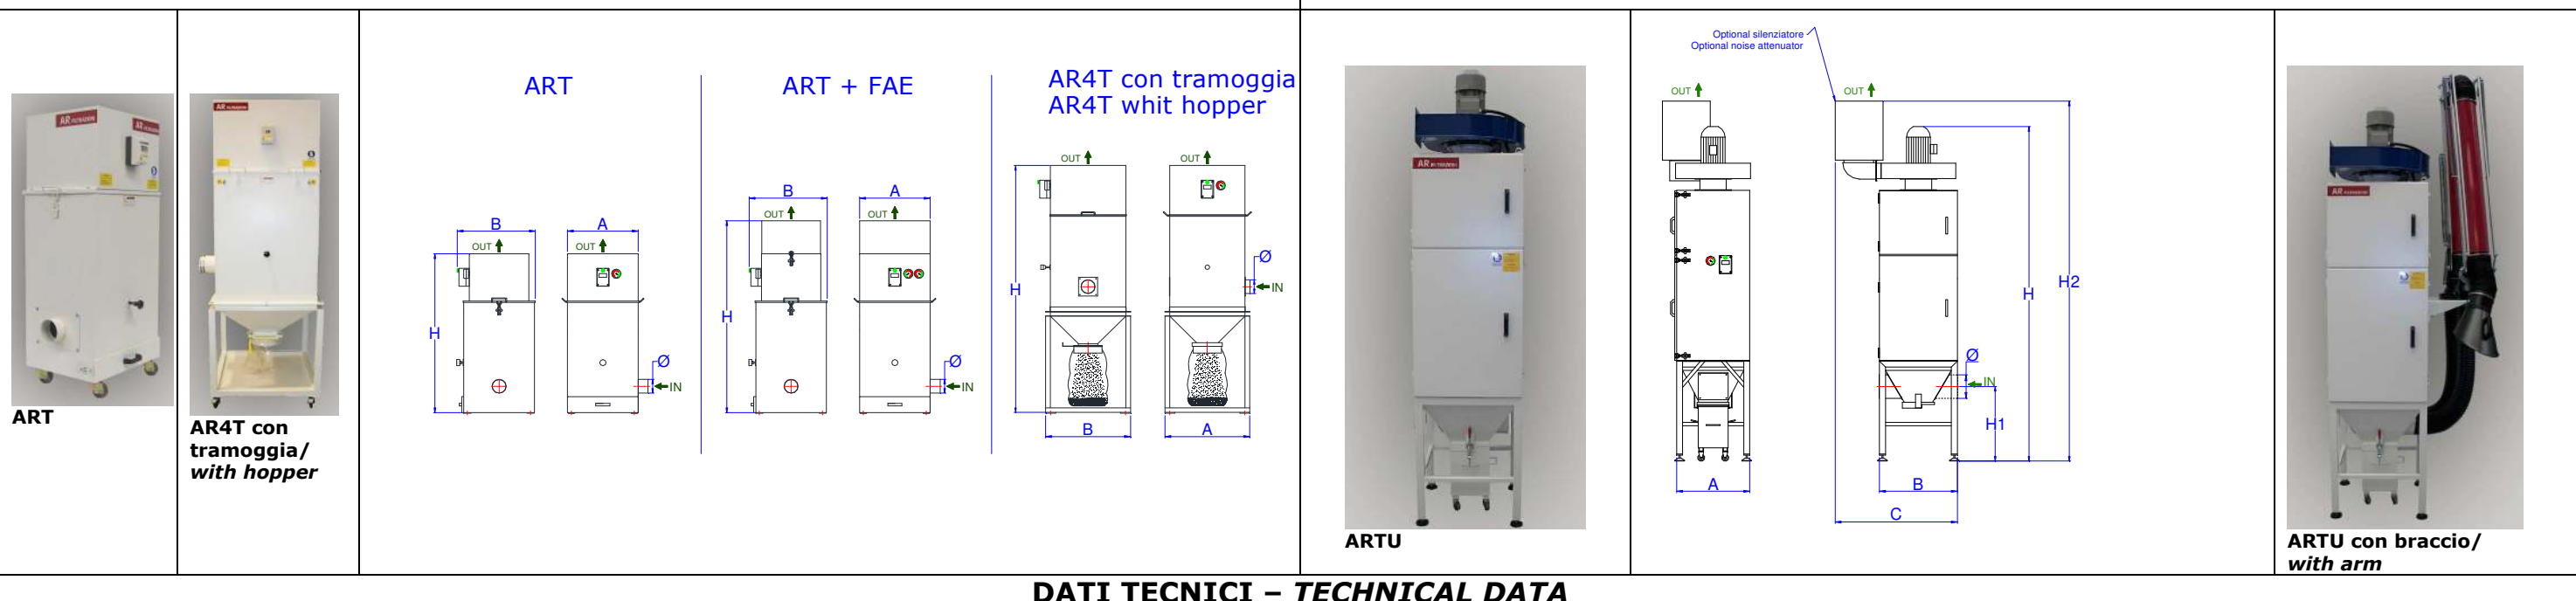 ART
AR4T con
tramoggia/
with hopper
ART
B
A
OUT
OUT
H
Ø
IN
ART + FAE
B
A
OUT
OUT
H
Ø
IN
AR4T con tramoggia
AR4T whit hopper
OUT
OUT
H
Ø
IN
B
A
ARTU
Optional silenziatore
Optional noise attenuator
OUT
OUT
H
H2
Ø
IN
H1
A
B
C
ARTU con braccio/
with arm
DATI TECNICI – TECHNICAL DATA